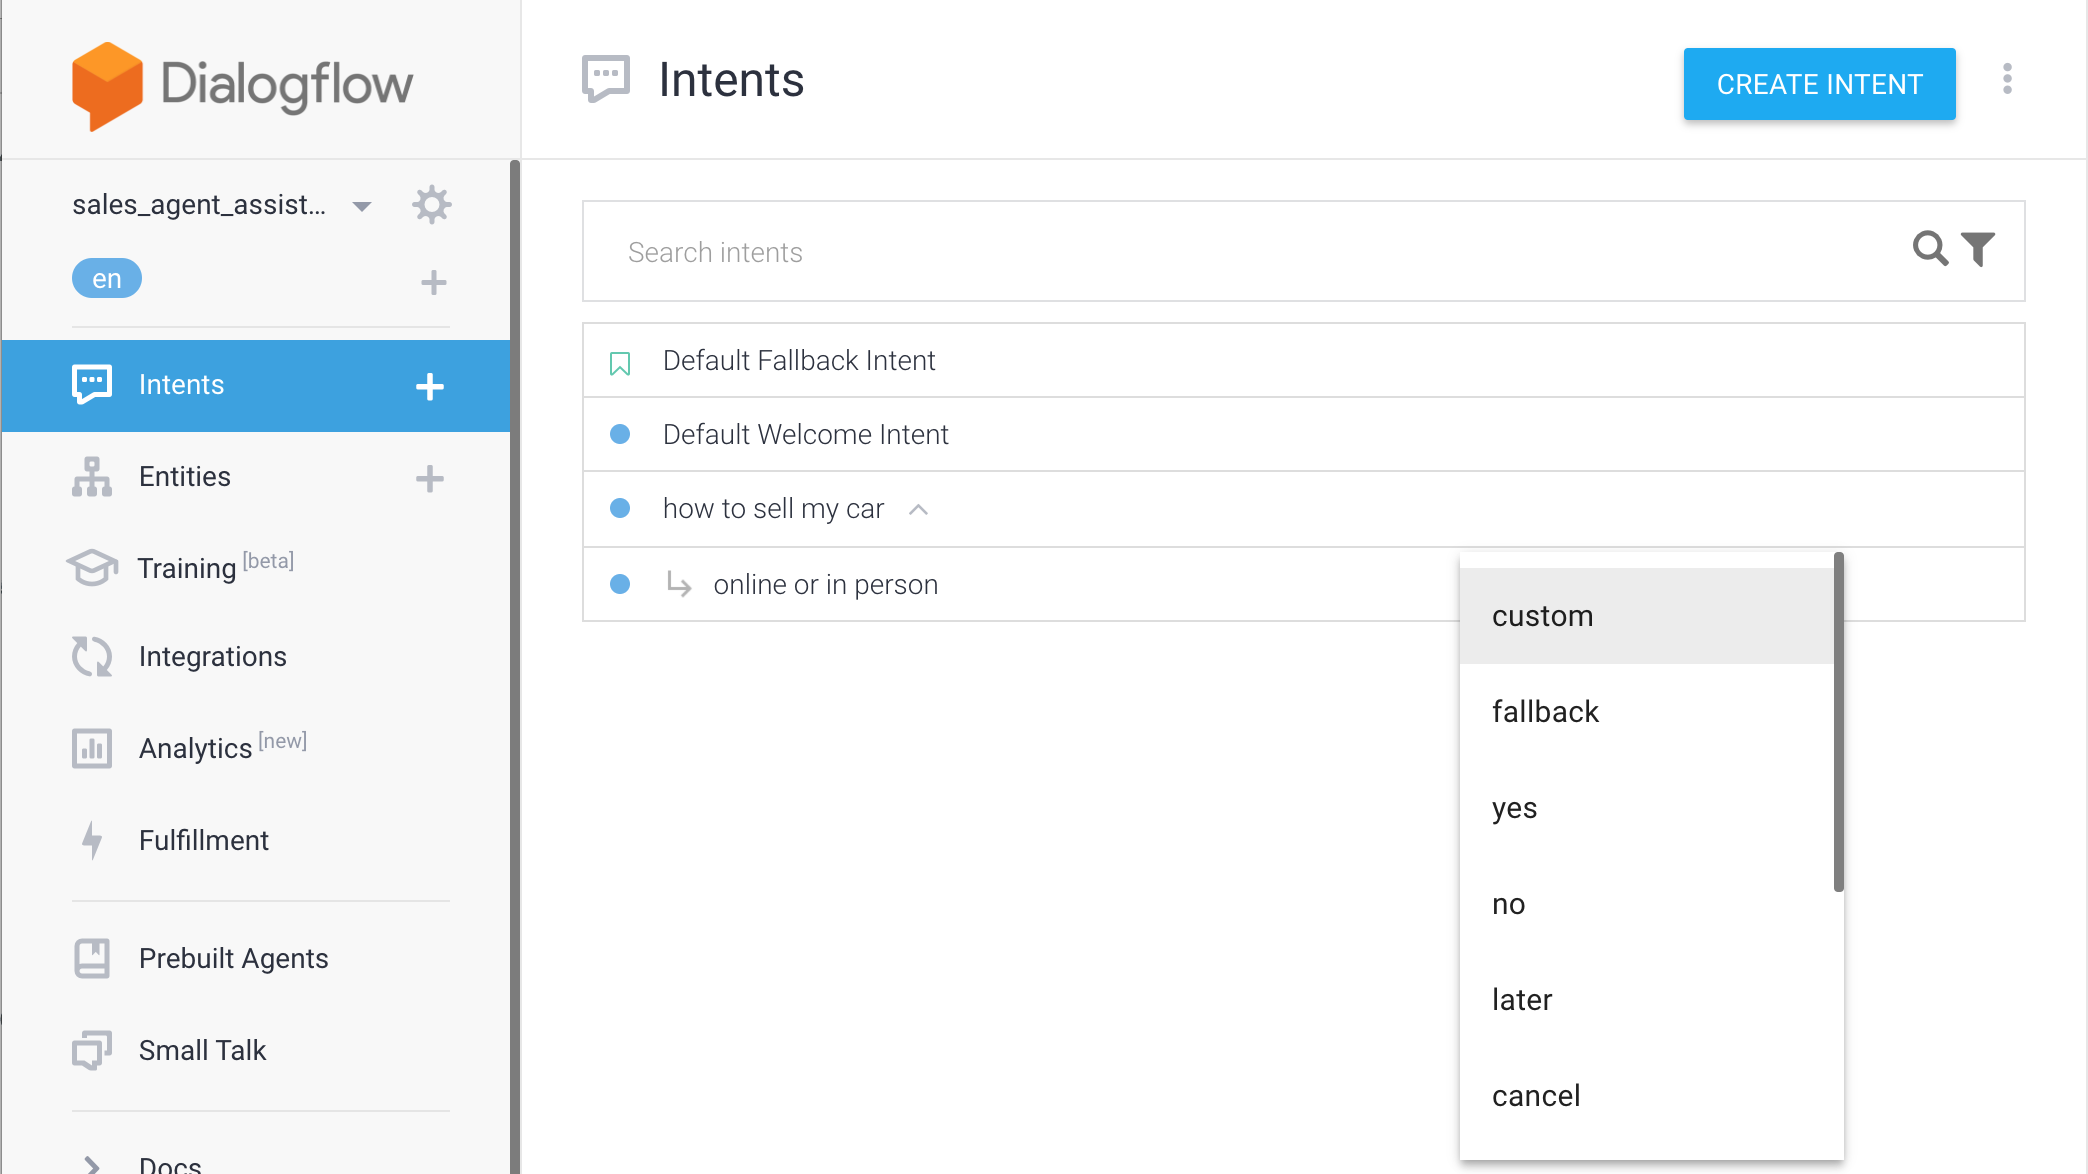 Dialogflow
sales_agent_assist...
en
Intents
Entities
Training [beta]
Integrations
Analytics [new]
Fulfillment
Prebuilt Agents
Small Talk
Docs
Intents
CREATE INTENT
Search intents
Default Fallback Intent
Default Welcome Intent
how to sell my car
online or in person
custom
fallback
yes
no
later
cancel